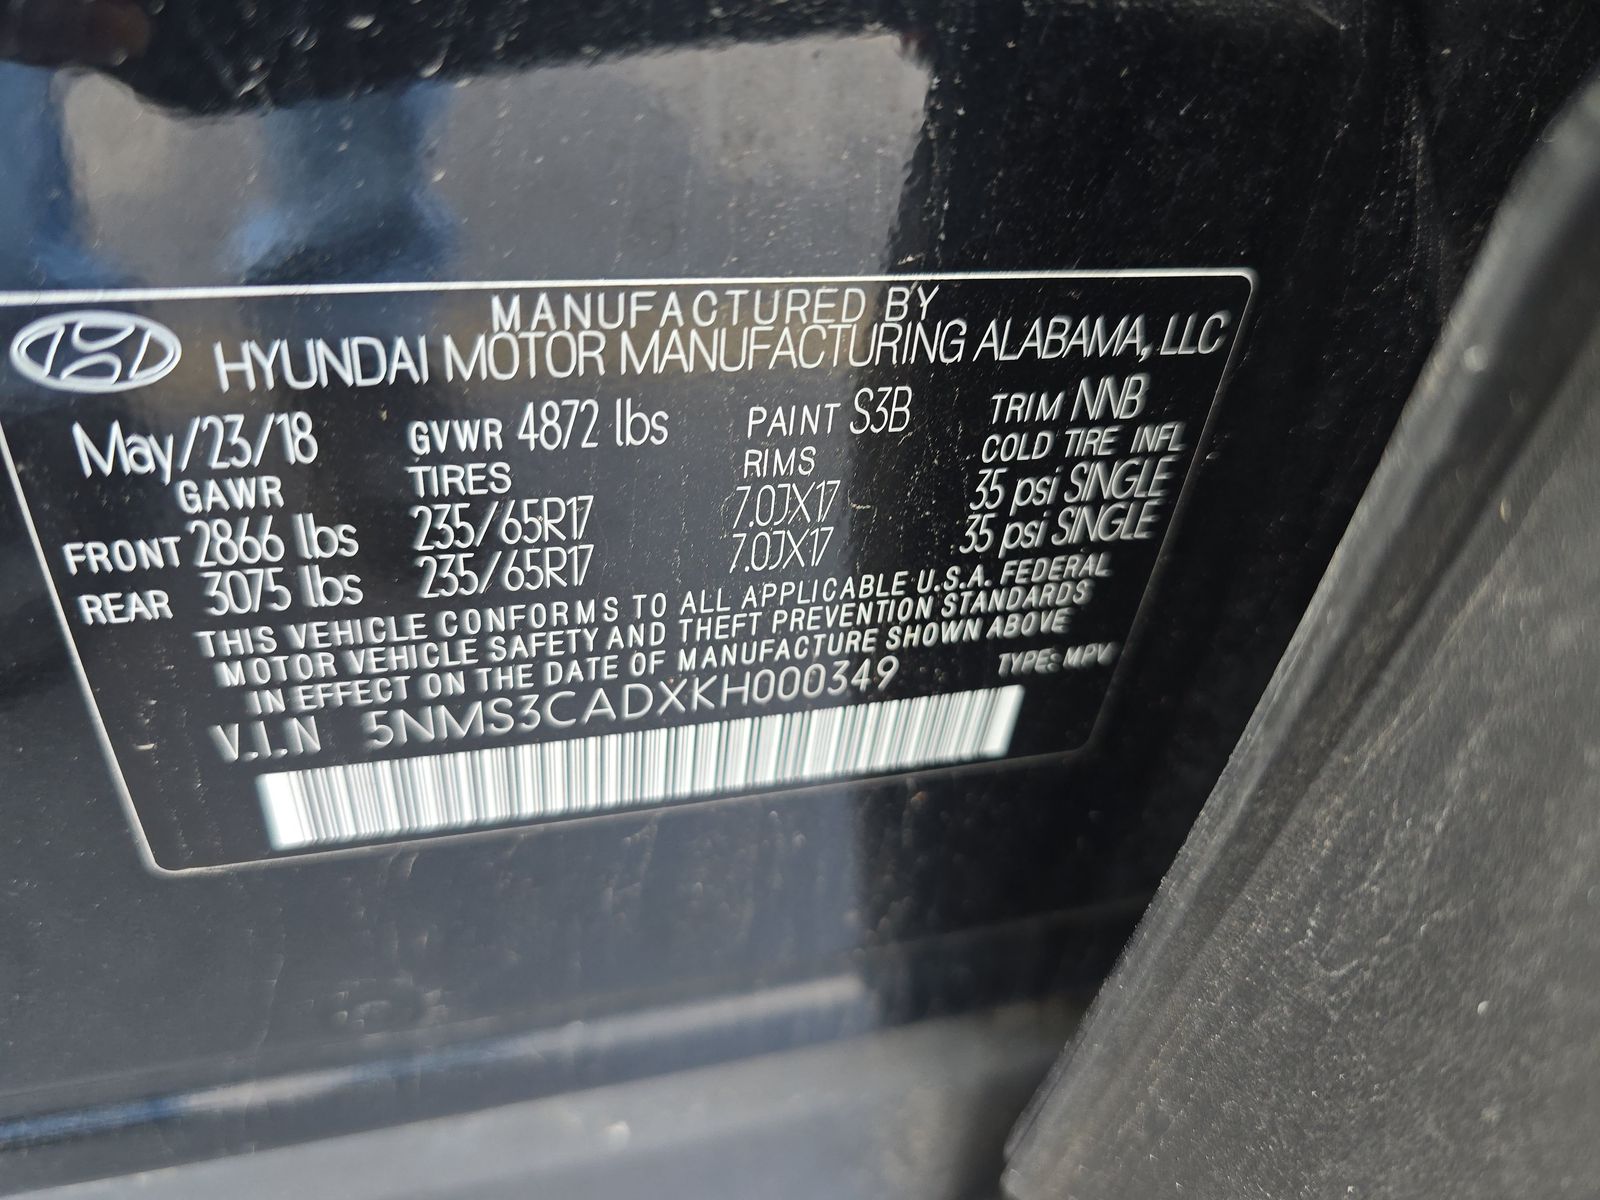 MANUFACTURED BY
HYUNDAI MOTOR MANUFACTURING ALABAMA, LLC
May/23/18 GVWR 4872 lbs PAINT S3B TRIM NNB
GAWR TIRES RIMS COLD TIRE INFL
FRONT 2866 lbs 235/65R17 7.0JX17 35 psi SINGLE
REAR 3075 lbs 235/65R17 7.0JX17 35 psi SINGLE
THIS VEHICLE CONFORMS TO ALL APPLICABLE U.S.A. FEDERAL
MOTOR VEHICLE SAFETY AND THEFT PREVENTION STANDARDS
IN EFFECT ON THE DATE OF MANUFACTURE SHOWN ABOVE
V.I.N 5NMS3CADXKH000349 TYPE: MPV